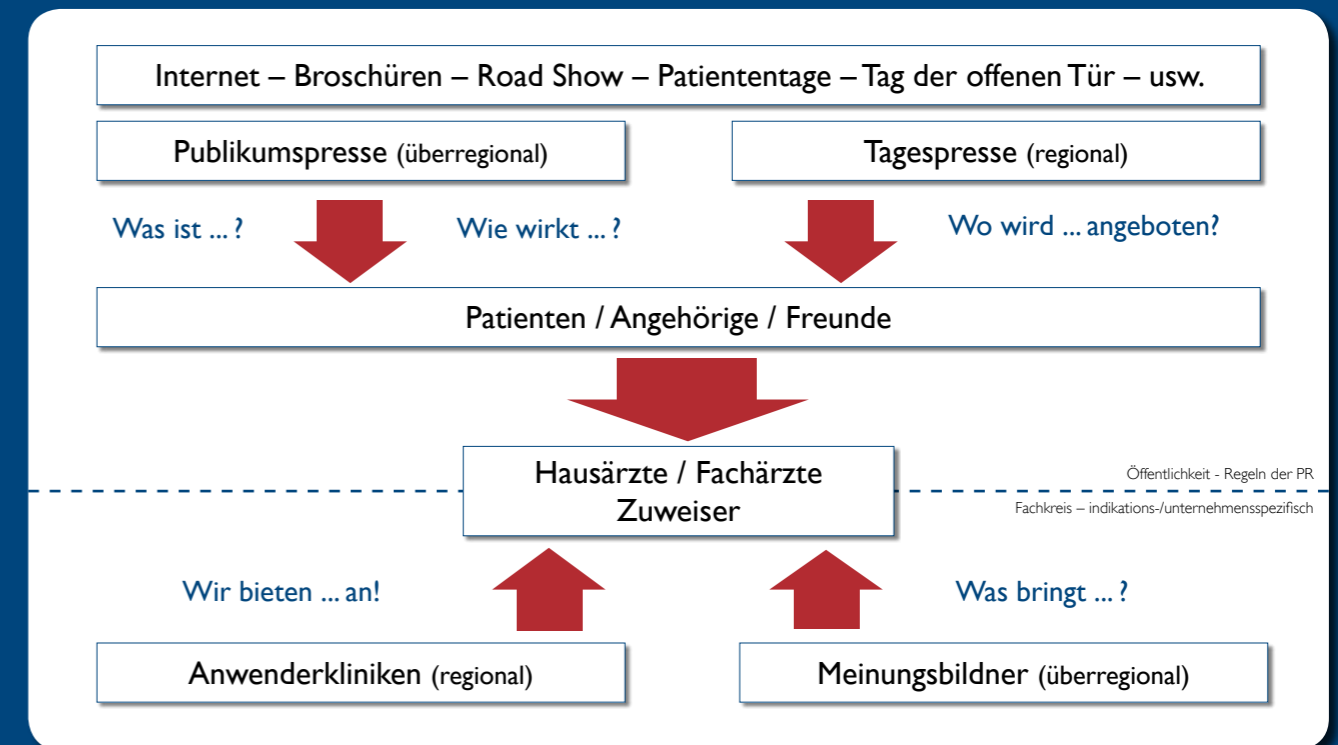 Internet – Broschüren – Road Show – Patiententage – Tag der offenen Tür – usw.
Publikumspresse (überregional)
Tagespresse (regional)
Was ist ... ?
Wie wirkt ... ?
Wo wird ... angeboten?
Patienten / Angehörige / Freunde
Hausärzte / Fachärzte
Zuweiser
Öffentlichkeit - Regeln der PR
Fachkreis – indikations-/unternehmensspezifisch
Wir bieten ... an!
Was bringt ... ?
Anwenderkliniken (regional)
Meinungsbildner (überregional)